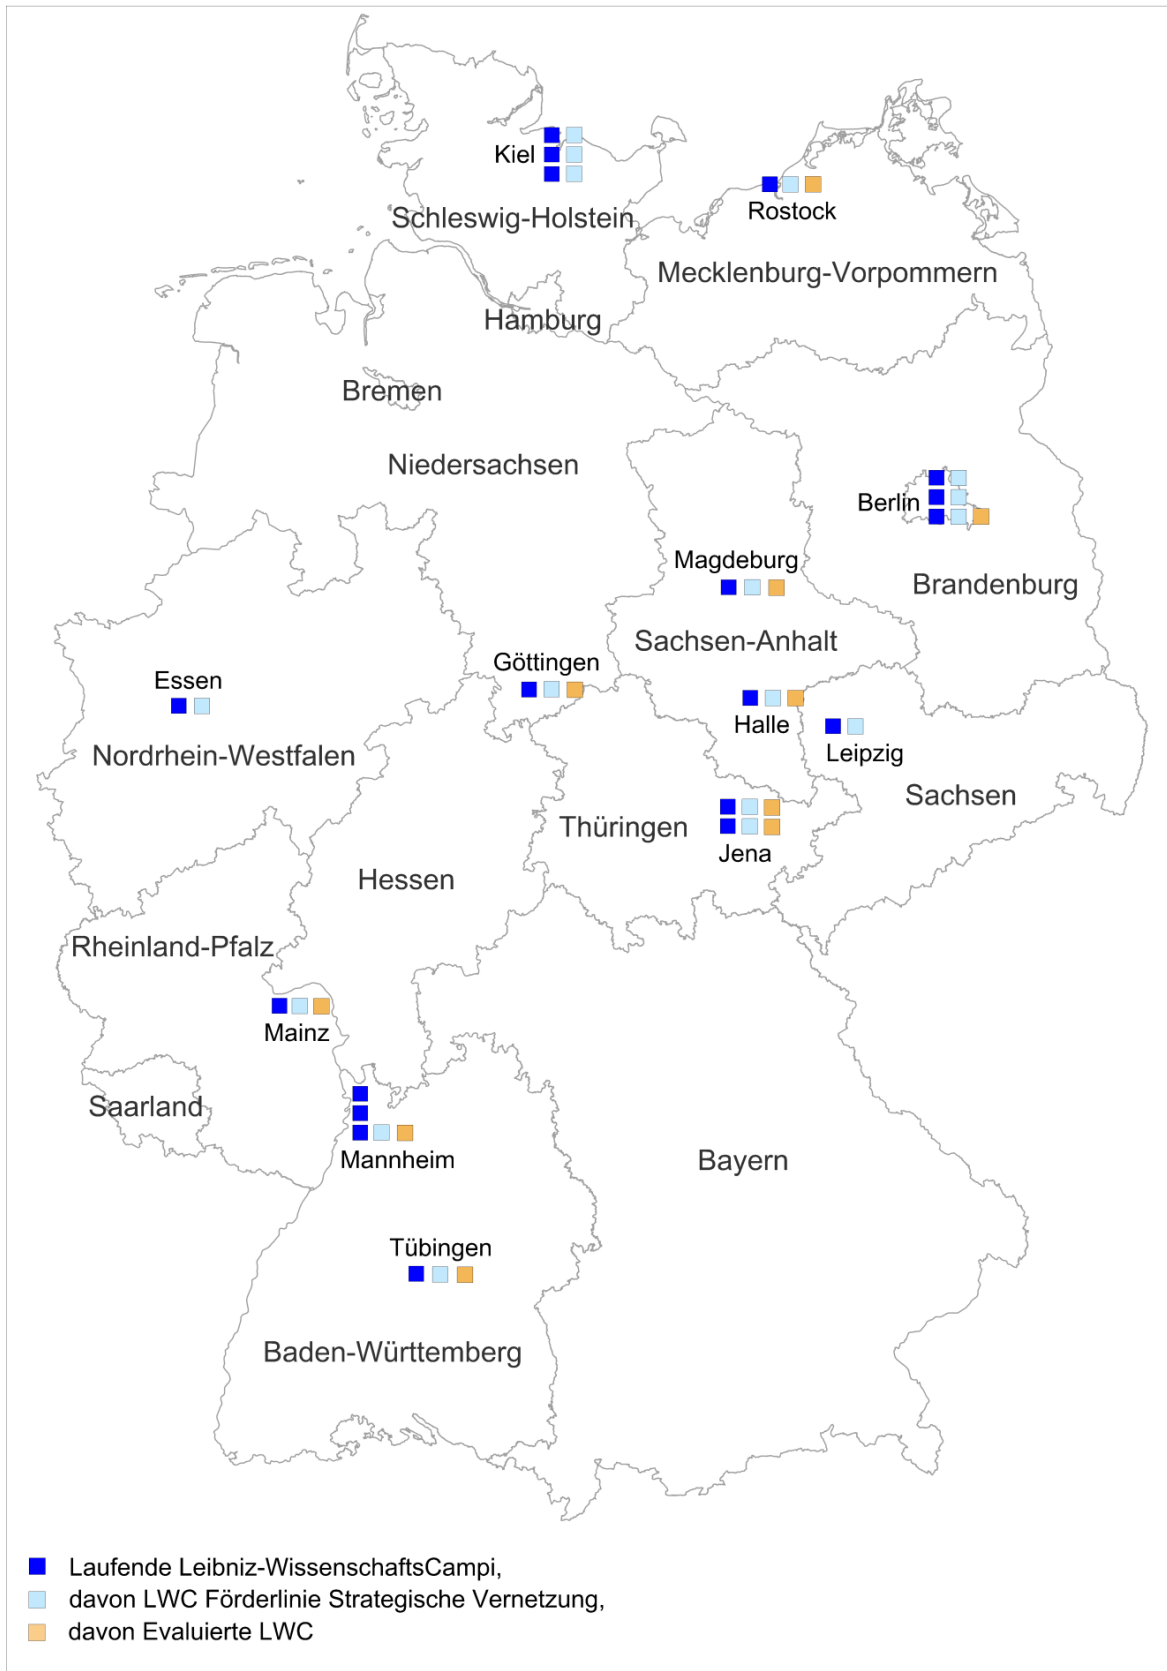 Kiel
Rostock
Schleswig-Holstein
Mecklenburg-Vorpommern
Hamburg
Bremen
Niedersachsen
Berlin
Magdeburg
Brandenburg
Sachsen-Anhalt
Göttingen
Essen
Halle
Leipzig
Nordrhein-Westfalen
Sachsen
Thüringen
Jena
Hessen
Rheinland-Pfalz
Mainz
Saarland
Mannheim
Bayern
Tübingen
Baden-Württemberg
Laufende Leibniz-WissenschaftsCampi,
davon LWC Förderlinie Strategische Vernetzung,
davon Evaluierte LWC